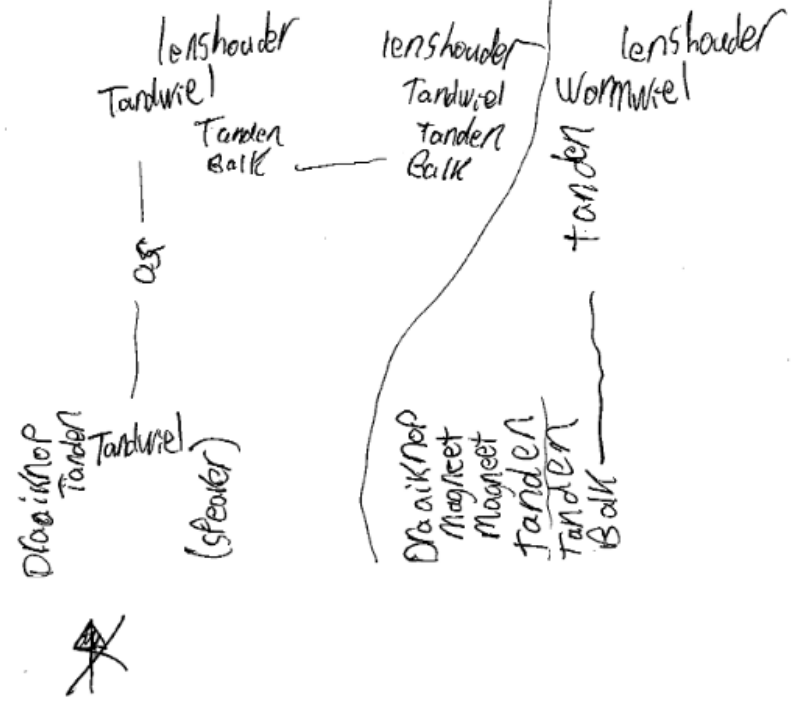 lenshouder
Tandwiel
Tanden
Balk
as
Draaiknop
Tanden
Tandwiel
(speaker)
lenshouder
Tandwiel
tanden
Balk
lenshouder
Wormwiel
tanden
Draaiknop
Magneet
Magneet
Tanden
Tanden
Balk